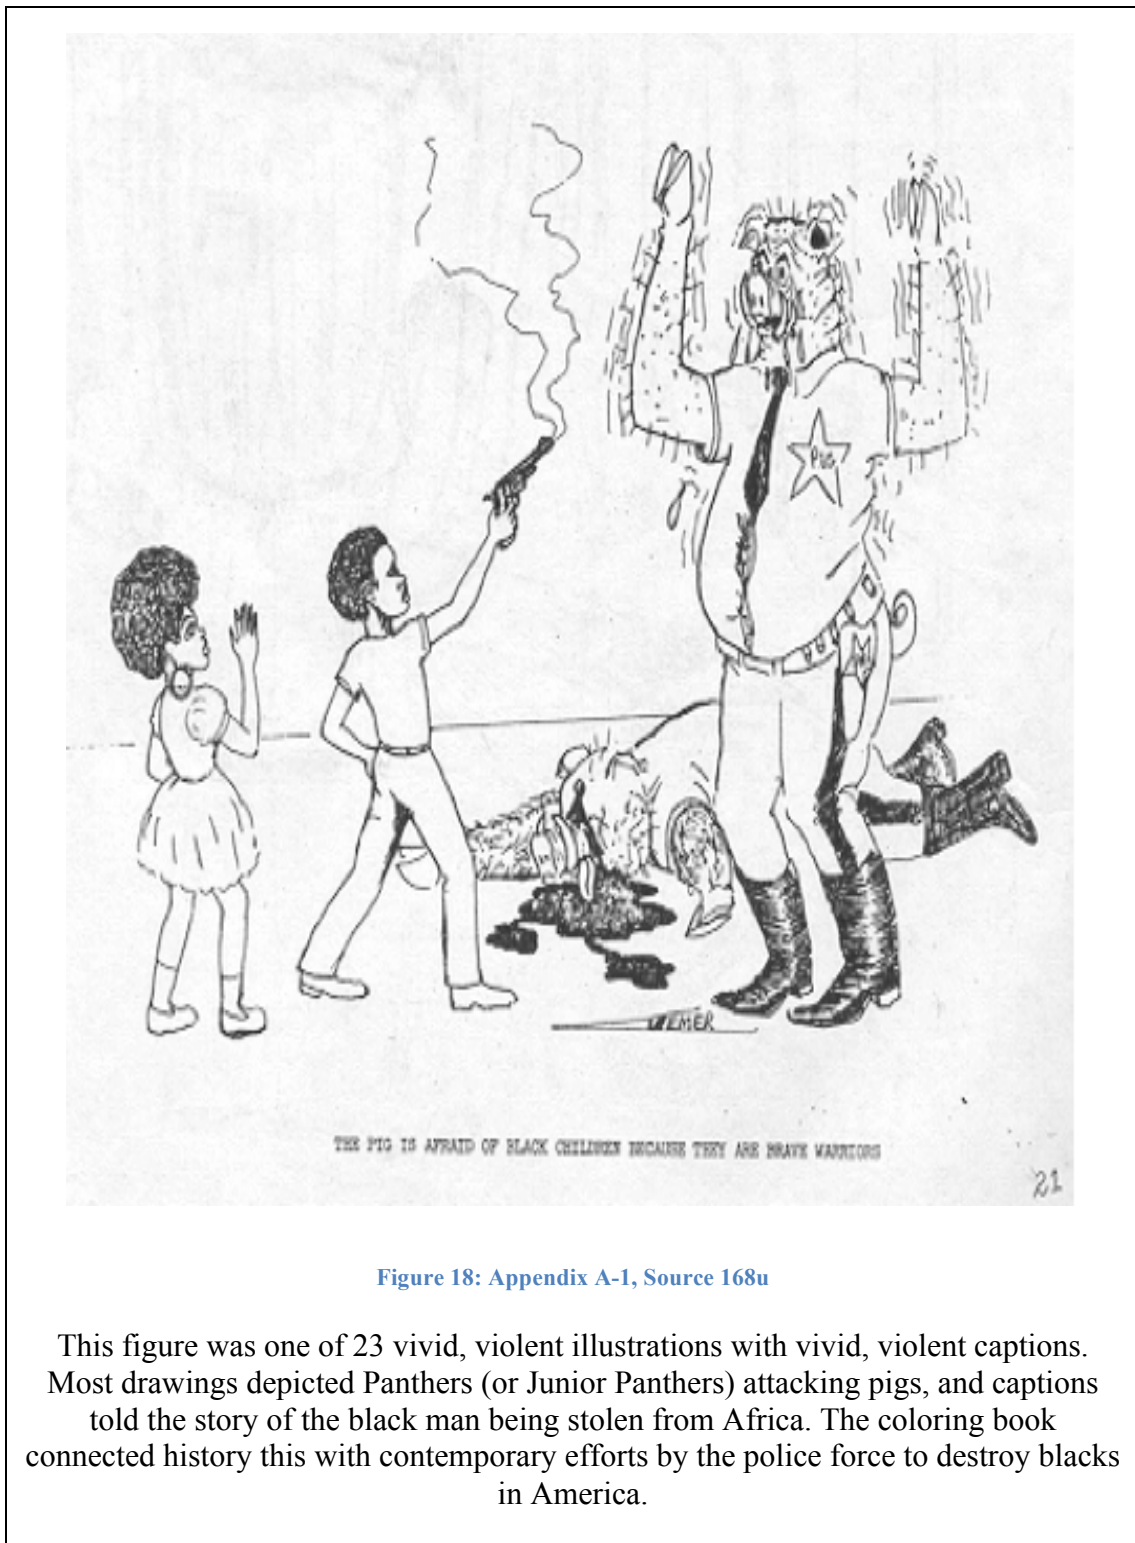 PIG
THE PIG IS AFRAID OF BLACK CHILDREN BECAUSE THEY ARE BRAVE WARRIORS
21
Figure 18: Appendix A-1, Source 168u
This figure was one of 23 vivid, violent illustrations with vivid, violent captions.
Most drawings depicted Panthers (or Junior Panthers) attacking pigs, and captions
told the story of the black man being stolen from Africa. The coloring book
connected history this with contemporary efforts by the police force to destroy blacks
in America.